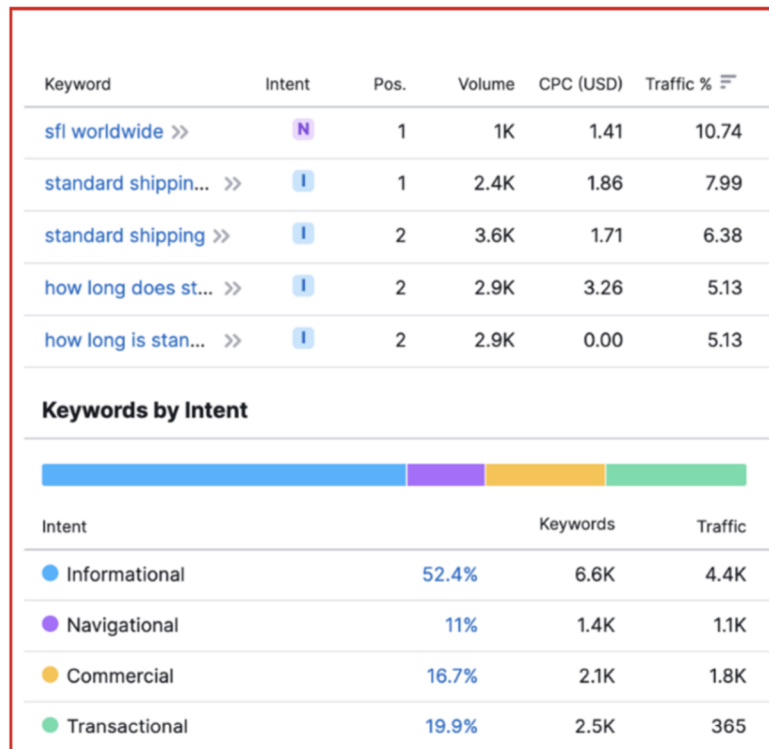 Keyword Intent Pos. Volume CPC (USD) Traffic %
sfl worldwide N 1 1K 1.41 10.74
standard shippin... I 1 2.4K 1.86 7.99
standard shipping I 2 3.6K 1.71 6.38
how long does st... I 2 2.9K 3.26 5.13
how long is stan... I 2 2.9K 0.00 5.13
Keywords by Intent
Intent Keywords Traffic
Informational 52.4% 6.6K 4.4K
Navigational 11% 1.4K 1.1K
Commercial 16.7% 2.1K 1.8K
Transactional 19.9% 2.5K 365